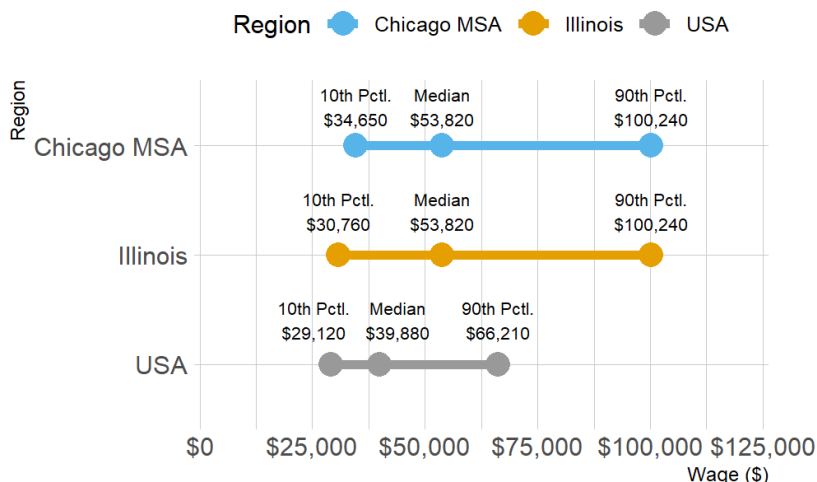 Region Chicago MSA Illinois USA
Region
10th Pctl. Median 90th Pctl.
$34,650 $53,820 $100,240
Chicago MSA
10th Pctl. Median 90th Pctl.
$30,760 $53,820 $100,240
Illinois
10th Pctl. Median 90th Pctl.
$29,120 $39,880 $66,210
USA
$0 $25,000 $50,000 $75,000 $100,000 $125,000
Wage ($)